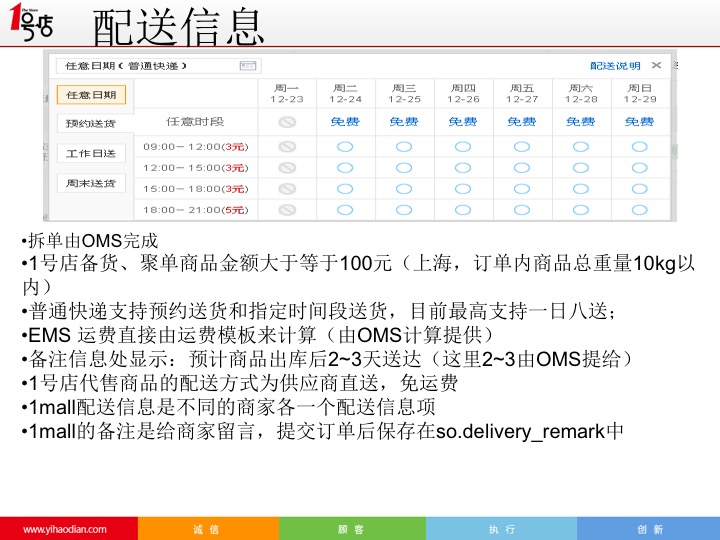 The Store
1号店
配送信息
任意日期(普通快递)
配送说明 ×
任意日期
预约送货
工作日送
周末送货
周一 周二 周三 周四 周五 周六 周日
12-23 12-24 12-25 12-26 12-27 12-28 12-29
任意时段 免费 免费 免费 免费 免费 免费
09:00— 12:00(3元)
12:00— 15:00(3元)
15:00— 18:00(3元)
18:00— 21:00(5元)
•拆单由OMS完成
•1号店备货、聚单商品金额大于等于100元（上海，订单内商品总重量10kg以
内）
•普通快递支持预约送货和指定时间段送货，目前最高支持一日八送；
•EMS 运费直接由运费模板来计算（由OMS计算提供）
•备注信息处显示：预计商品出库后2~3天送达（这里2~3由OMS提给）
•1号店代售商品的配送方式为供应商直送，免运费
•1mall配送信息是不同的商家各一个配送信息项
•1mall的备注是给商家留言，提交订单后保存在so.delivery_remark中
www.yihaodian.com 诚 信 顾 客 执 行 创 新